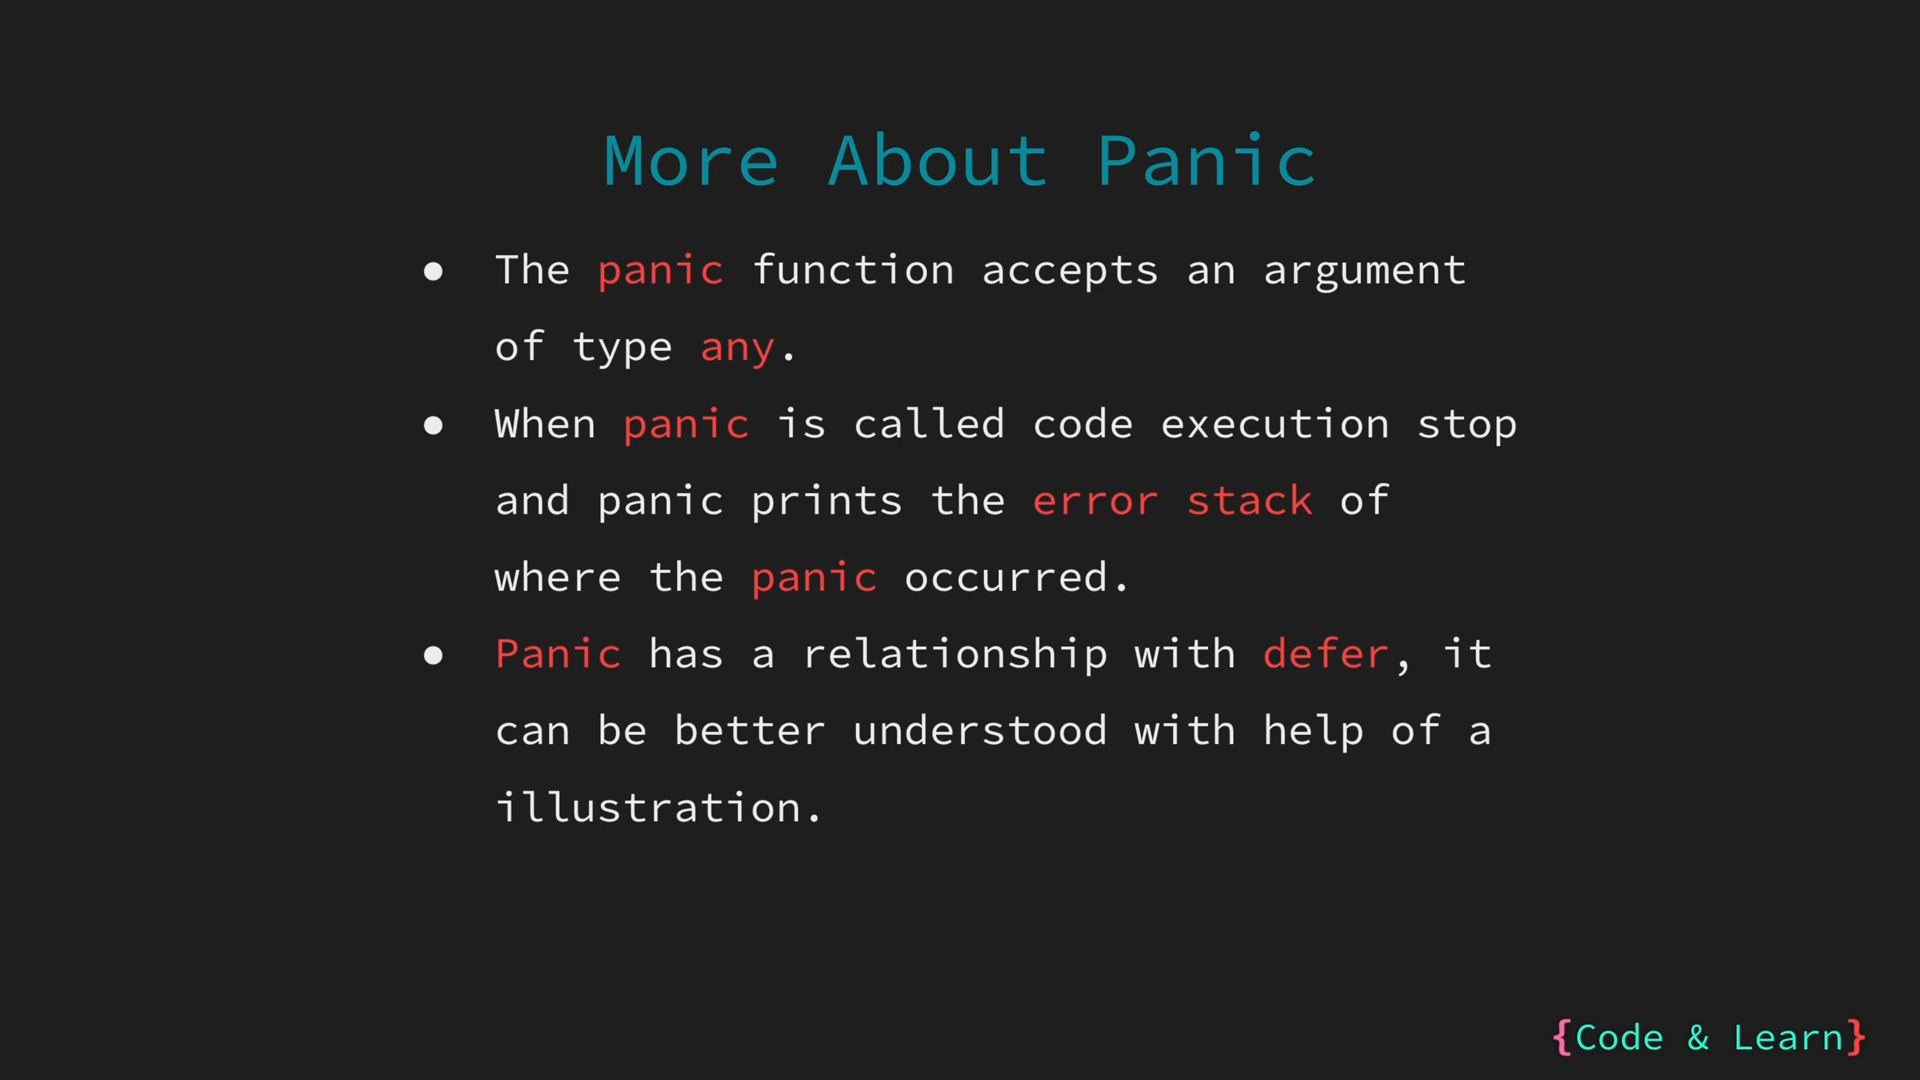 More About Panic
● The panic function accepts an argument
of type any.
● When panic is called code execution stop
and panic prints the error stack of
where the panic occurred.
● Panic has a relationship with defer, it
can be better understood with help of a
illustration.
{Code & Learn}